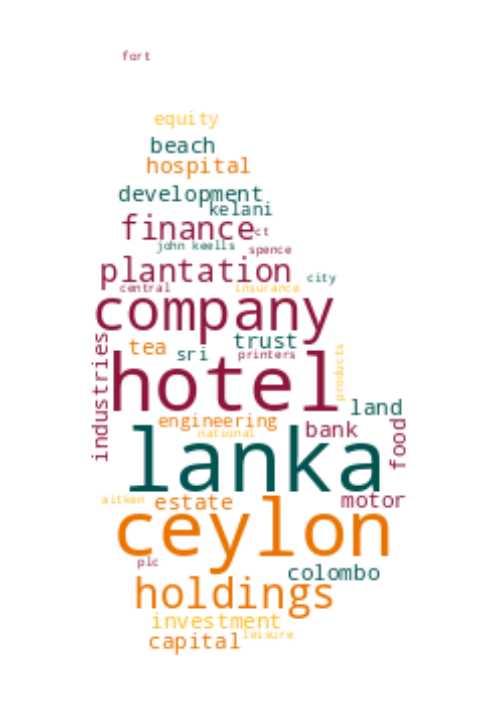 fort
equity
beach
hospital
development
kelani
finance ct
john keells spence
plantation city
central insurance
company
industries
tea sri trust
printers
products
hotel
land
engineering bank
national
food
lanka
aitken estate motor
ceylon
plc
colombo
holdings
investment
capital leisure